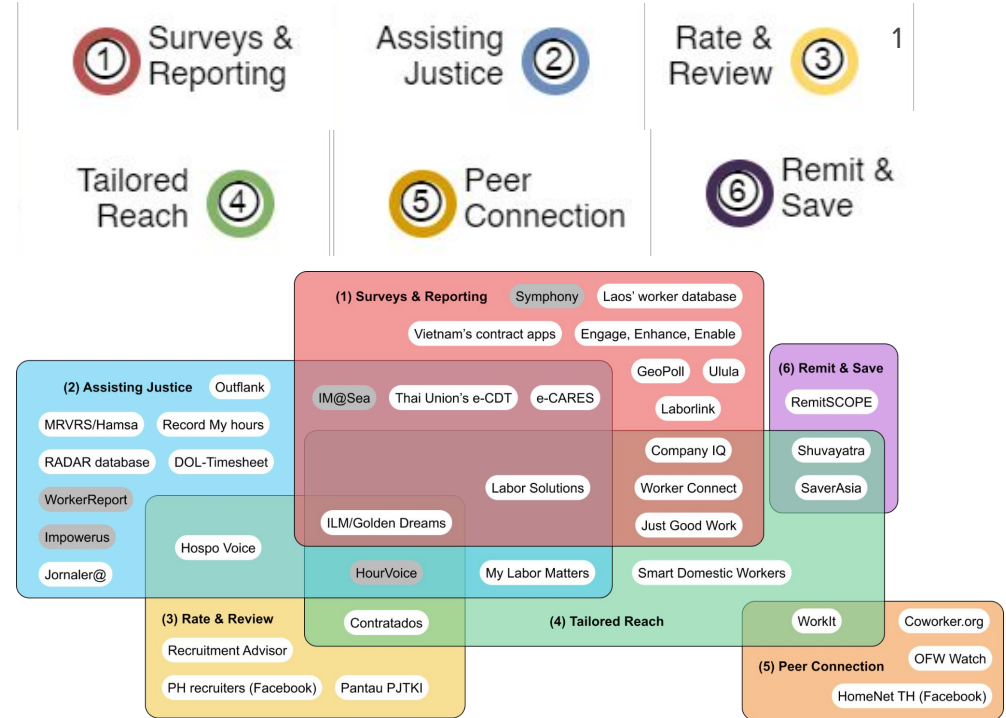 1 Surveys & Reporting
Assisting Justice 2
Rate & Review 3
1
Tailored Reach 4
5 Peer Connection
6 Remit & Save
(1) Surveys & Reporting
Symphony
Laos' worker database
Vietnam's contract apps
Engage, Enhance, Enable
GeoPoll
Ulula
Laborlink
(6) Remit & Save
RemitSCOPE
(2) Assisting Justice
Outflank
IM@Sea
Thai Union's e-CDT
e-CARES
MRVRS/Hamsa
Record My hours
RADAR database
DOL-Timesheet
Company IQ
Shuvayatra
WorkerReport
Labor Solutions
Worker Connect
SaverAsia
Impowerus
ILM/Golden Dreams
Just Good Work
Hospo Voice
Jornaler@
HourVoice
My Labor Matters
Smart Domestic Workers
(3) Rate & Review
Contratados
(4) Tailored Reach
WorkIt
Coworker.org
Recruitment Advisor
(5) Peer Connection
OFW Watch
PH recruiters (Facebook)
Pantau PJTKI
HomeNet TH (Facebook)